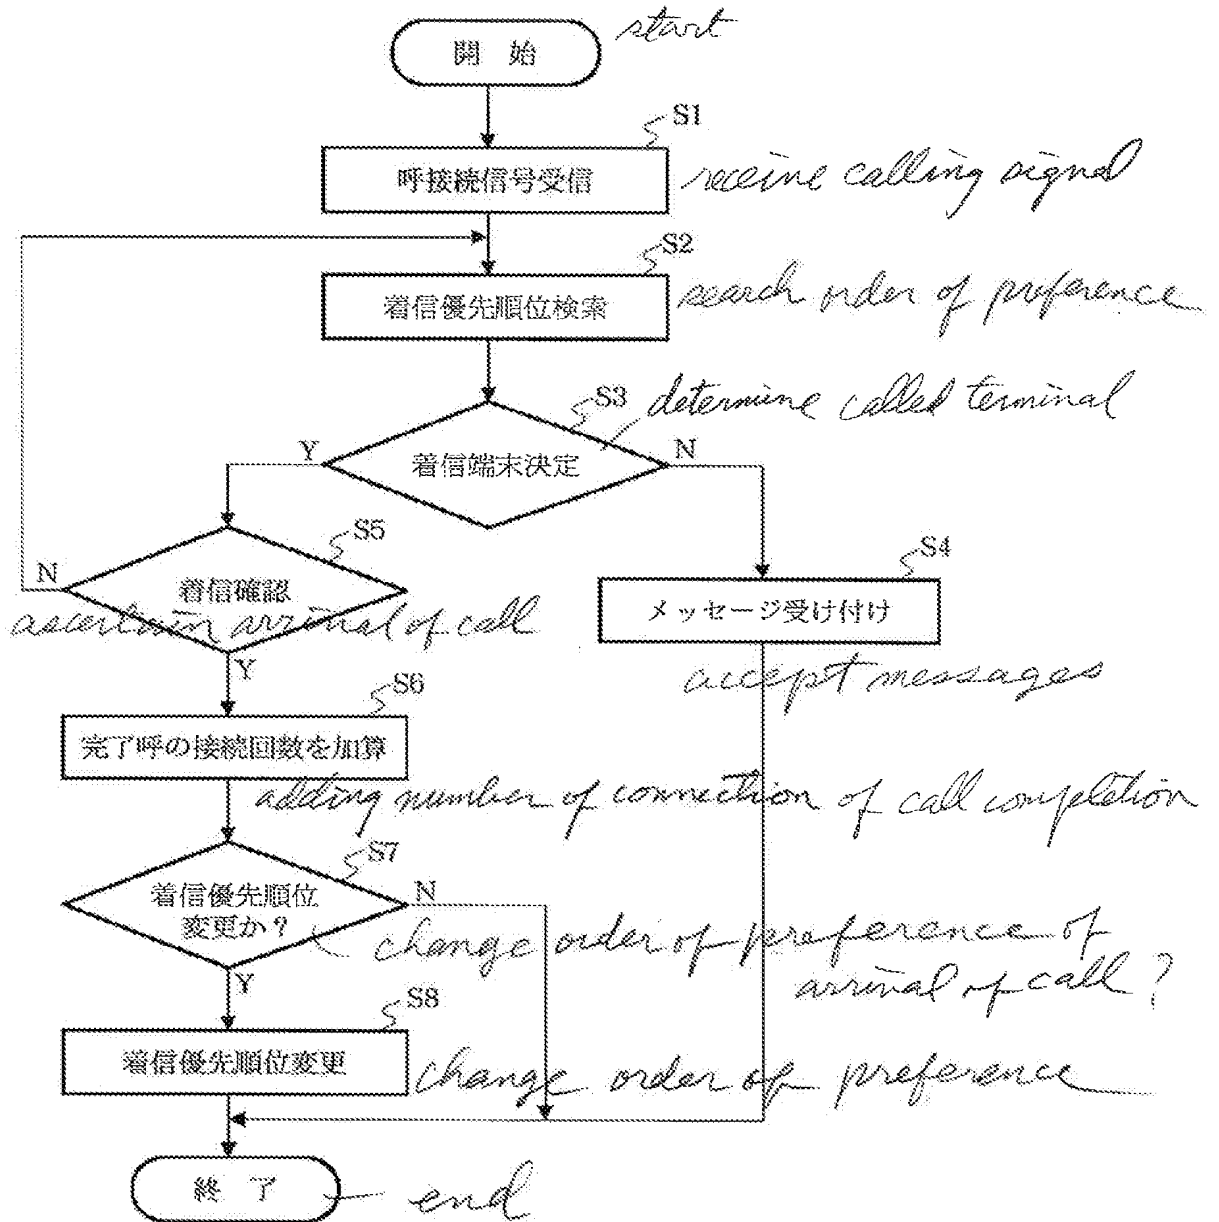 開 始
start
S1
呼接続信号受信
receive calling signal
S2
着信優先順位検索
search order of preference
S3
determine called terminal
Y
着信端末決定
N
S5
N
着信確認
ascertain arrival of call
Y
S4
メッセージ受け付け
accept messages
S6
完了呼の接続回数を加算
adding number of connection of call completion
S7
着信優先順位
変更か?
N
change order of preference of
arrival of call?
Y
S8
着信優先順位変更
change order of preference
終 了
end